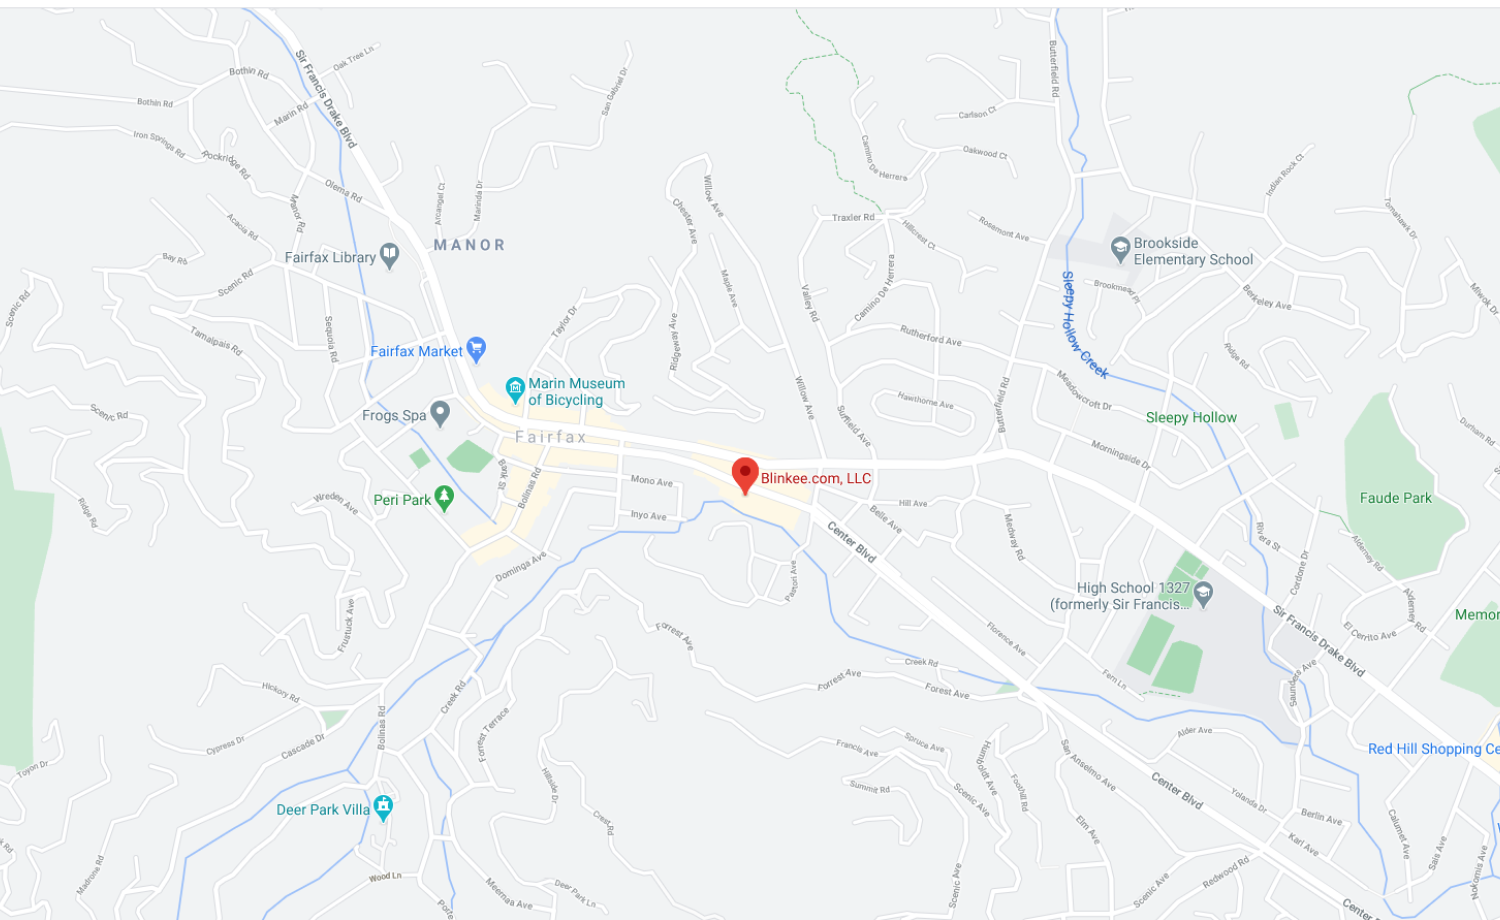 Sir Francis Drake Blvd
Oak Tree Ln
Bothin Rd
Bothin Rd
Marin Rd
San Gabriel Dr
Butterfield Rd
Carlson Ct
Iron Springs Rd
Rockridge Rd
Camino De Herrera
Oakwood Ct
Indian Rock Ct
Olema Rd
Manor Rd
Arcangel Ct
Marinda Dr
Willow Ave
Chester Ave
Tomahawk Dr
Acacia Rd
Traxler Rd
Hillcrest Ct
Rosemont Ave
MANOR
Brookside
Elementary School
Fairfax Library
Bay Rd
Scenic Rd
Scenic Rd
Maple Ave
Valley Rd
Camino De Herrera
Sleepy Hollow Creek
Brookmead Pl
Berkeley Ave
Miwok Dr
Tamalpais Rd
Sequoia Rd
Taylor Dr
Ridgeway Ave
Rutherford Ave
Ridge Rd
Fairfax Market
Marin Museum
of Bicycling
Willow Ave
Surfield Ave
Hawthorne Ave
Butterfield Rd
Meadowcroft Dr
Sleepy Hollow
Scenic Rd
Frogs Spa
Fairfax
Durham Rd
Morningside Dr
Bank St
Bolinas Rd
Mono Ave
Blinkee.com, LLC
Peri Park
Wreden Ave
Ridge Rd
Inyo Ave
Hill Ave
Belle Ave
Faude Park
Center Blvd
Medway Rd
Riviera St
Alderney Rd
Dominga Ave
Pastori Ave
Cordone Dr
High School 1327
(formerly Sir Francis...
Alderney Rd
Frustuck Ave
Forrest Ave
Florence Ave
Sir Francis Drake Blvd
El Cerrito Ave
Memor
Creek Rd
Forrest Ave
Forest Ave
Fern Ln
Saunders Ave
Hickory Rd
Creek Rd
Bolinas Rd
Forrest Terrace
Cypress Dr
Cascade Dr
Francis Ave
Spruce Ave
Humboldt Ave
San Anselmo Ave
Alder Ave
Red Hill Shopping Ce
Toyon Dr
Hillside Dr
Summit Rd
Scenic Ave
Foothill Rd
Center Blvd
Yolanda Dr
Deer Park Villa
Crest Rd
Elm Ave
Berlin Ave
Karl Ave
Calumet Ave
Sais Ave
Nokomis Ave
Madrone Rd
Wood Ln
Meernaa Ave
Deer Park Ln
Porte
Scenic Ave
Scenic Ave
Redwood Rd
Center